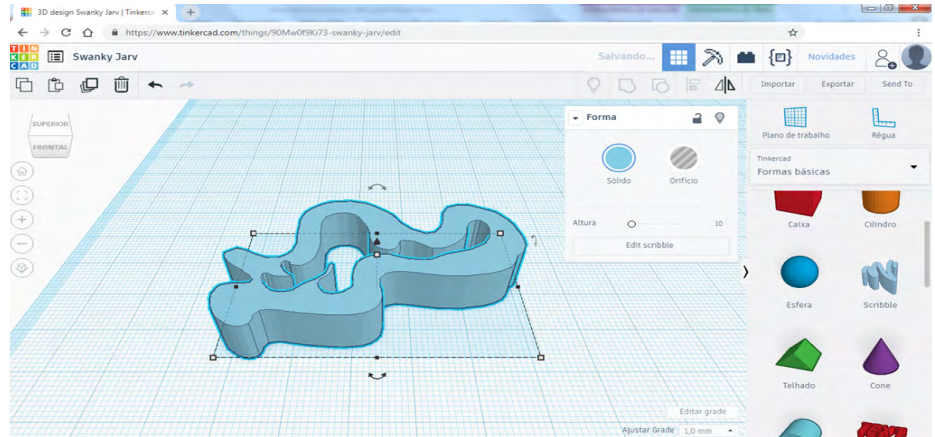 3D design Swanky Jarv | Tinkerc
https://www.tinkercad.com/things/90Mw0f9Ki73-swanky-jarv/edit
TIN
KER
CAD
Swanky Jarv
Salvando...
Novidades
Importar
Exportar
Send To
SUPERIOR
FRONTAL
Forma
Sólido
Orifício
Altura
10
Edit scribble
Plano de trabalho
Régua
Tinkercad
Formas básicas
Caixa
Cilindro
Esfera
Scribble
Telhado
Cone
Editar grade
Ajustar Grade
1,0 mm